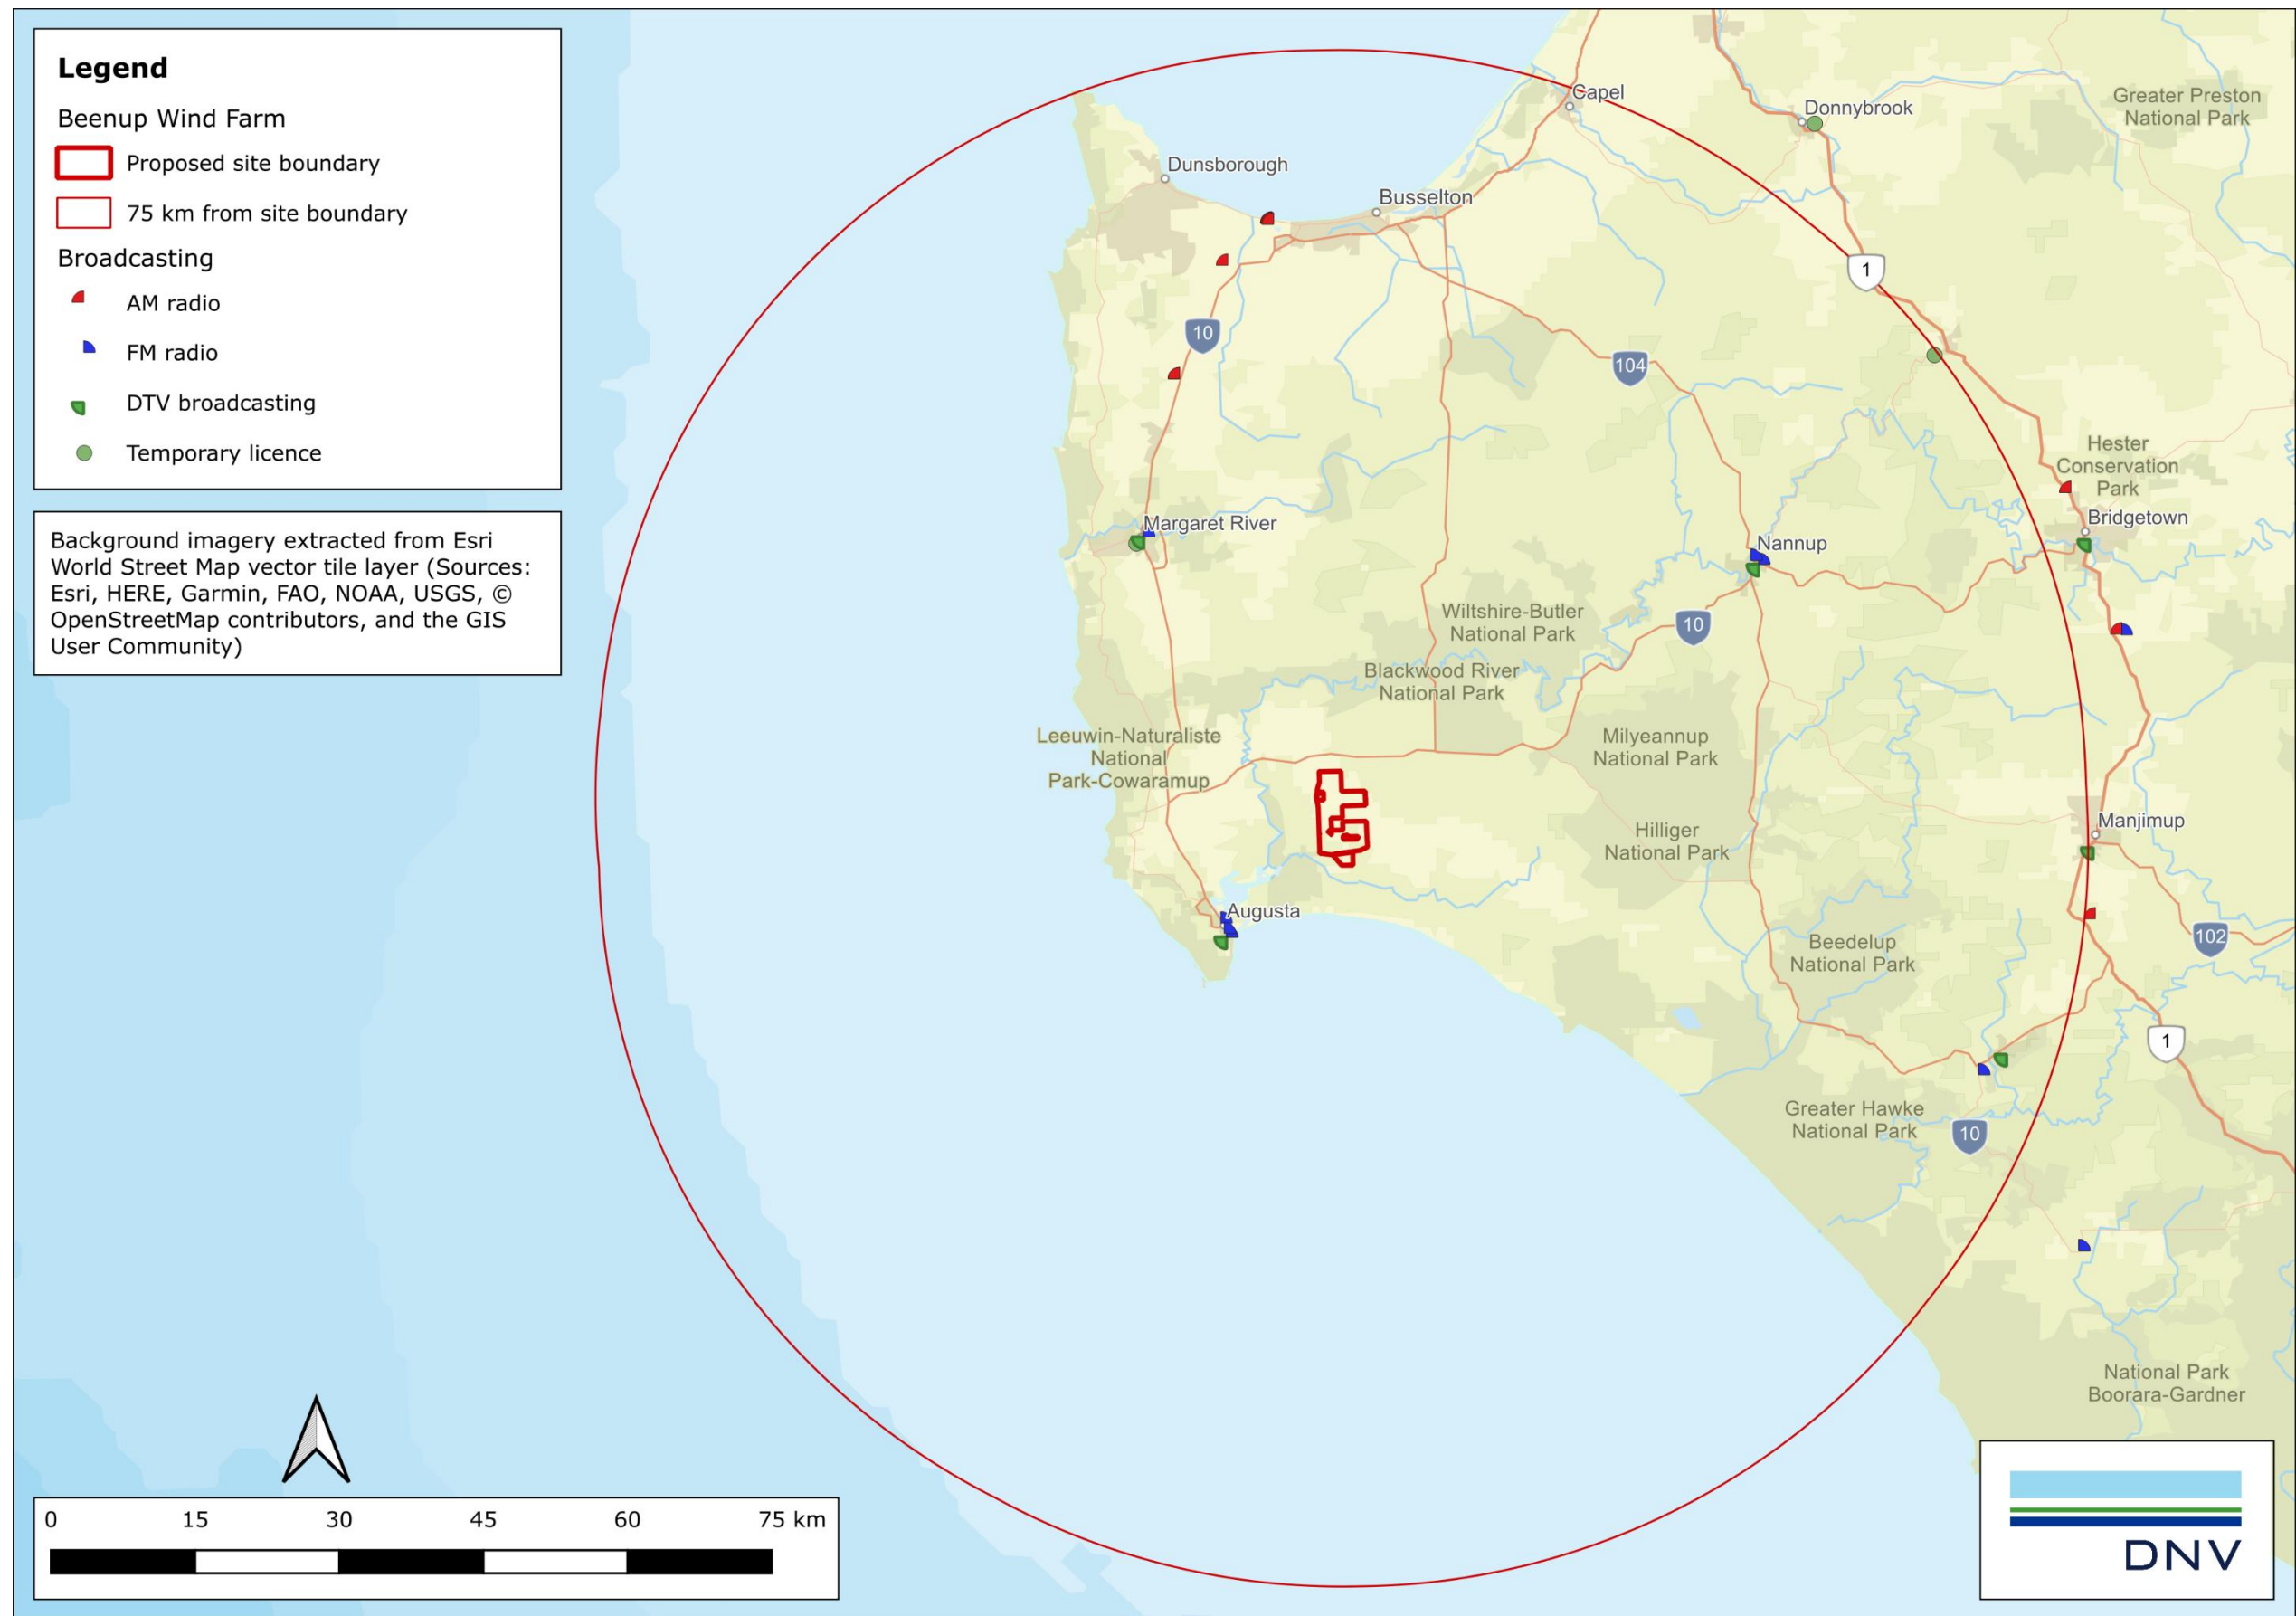 Legend
Beenup Wind Farm
Proposed site boundary
75 km from site boundary
Broadcasting
AM radio
FM radio
DTV broadcasting
Temporary licence
Background imagery extracted from Esri
World Street Map vector tile layer (Sources:
Esri, HERE, Garmin, FAO, NOAA, USGS, ©
OpenStreetMap contributors, and the GIS
User Community)
Capel
Donnybrook
Greater Preston
National Park
Dunsborough
Busselton
1
10
104
Hester
Conservation
Park
Bridgetown
Margaret River
Nannup
Wiltshire-Butler
National Park
10
Blackwood River
National Park
Leeuwin-Naturaliste
National
Park-Cowaramup
Milyeannup
National Park
Manjimup
Hilliger
National Park
Augusta
102
Beedelup
National Park
1
Greater Hawke
National Park
10
National Park
Boorara-Gardner
0 15 30 45 60 75 km
DNV